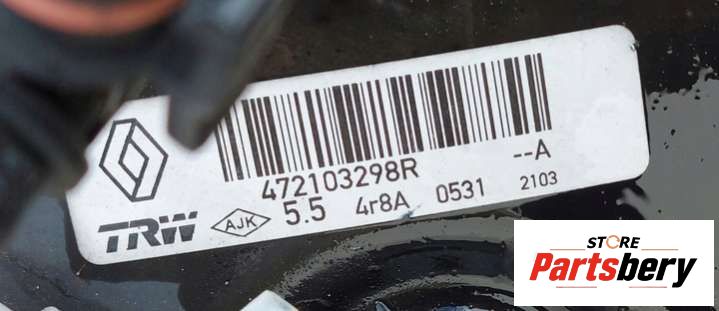 472103298R --A
TRW AJK 5.5 4r8A 0531 2103
STORE
Partsbery